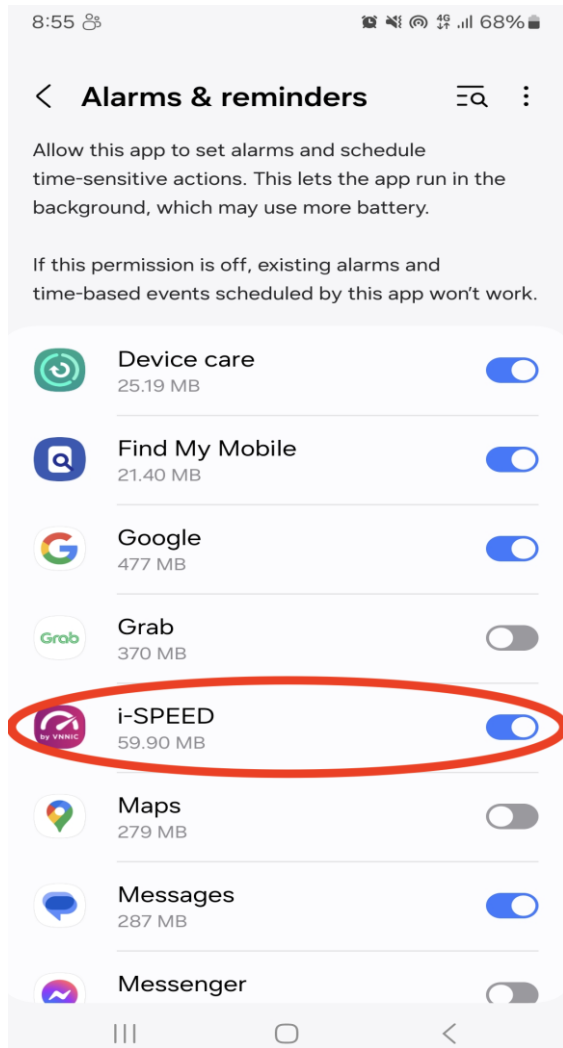 8:55 4G 68%
Alarms & reminders
Allow this app to set alarms and schedule
time-sensitive actions. This lets the app run in the
background, which may use more battery.
If this permission is off, existing alarms and
time-based events scheduled by this app won't work.
Device care
25.19 MB
Find My Mobile
21.40 MB
Google
477 MB
Grab
Grab
370 MB
i-SPEED
by VNNIC
59.90 MB
Maps
279 MB
Messages
287 MB
Messenger